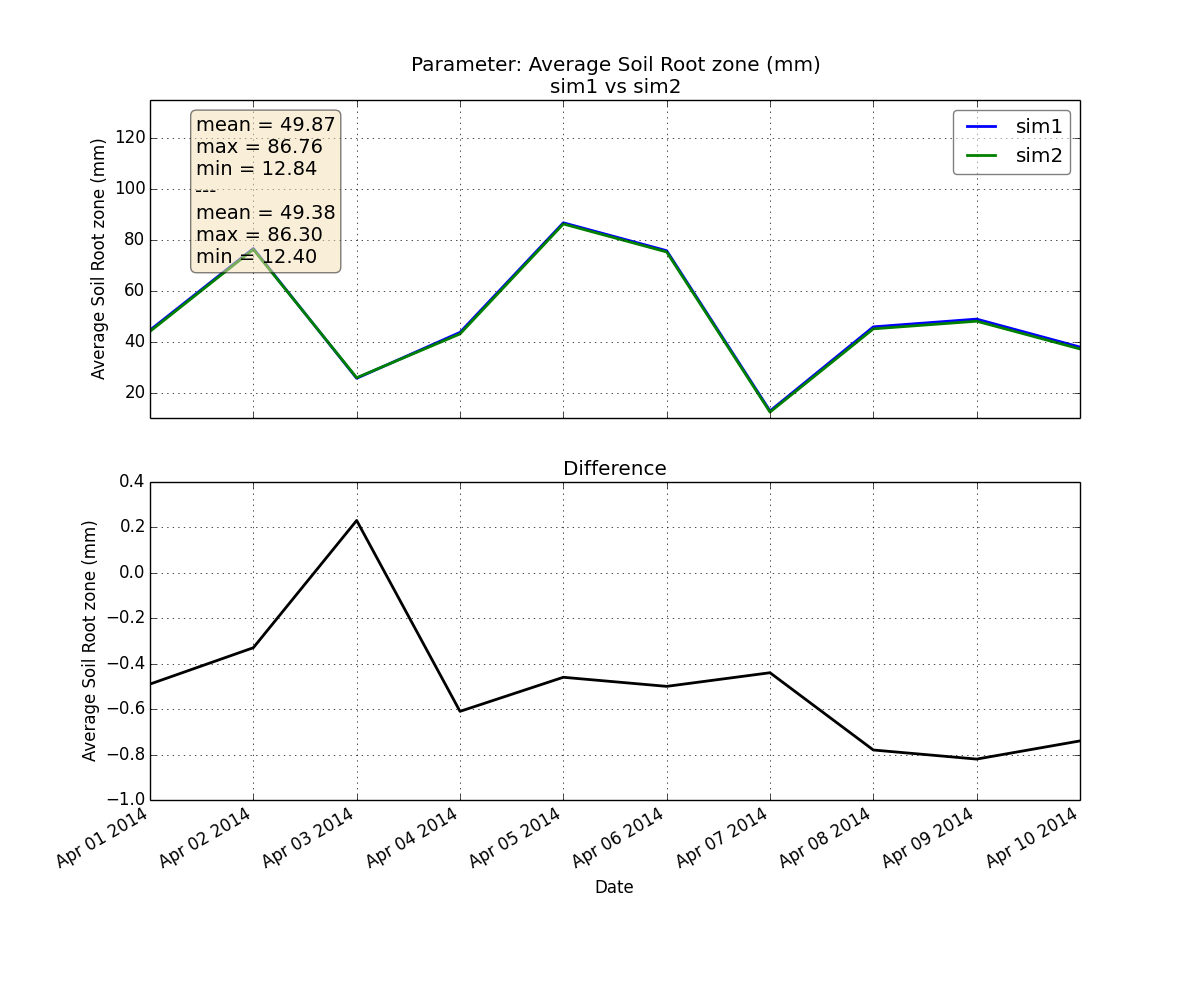 Parameter: Average Soil Root zone (mm)
sim1 vs sim2
Average Soil Root zone (mm)
120
100
80
60
40
20
mean = 49.87
max = 86.76
min = 12.84
---
mean = 49.38
max = 86.30
min = 12.40
sim1
sim2
Difference
Average Soil Root zone (mm)
0.4
0.2
0.0
−0.2
−0.4
−0.6
−0.8
−1.0
Apr 01 2014
Apr 02 2014
Apr 03 2014
Apr 04 2014
Apr 05 2014
Apr 06 2014
Apr 07 2014
Apr 08 2014
Apr 09 2014
Apr 10 2014
Date